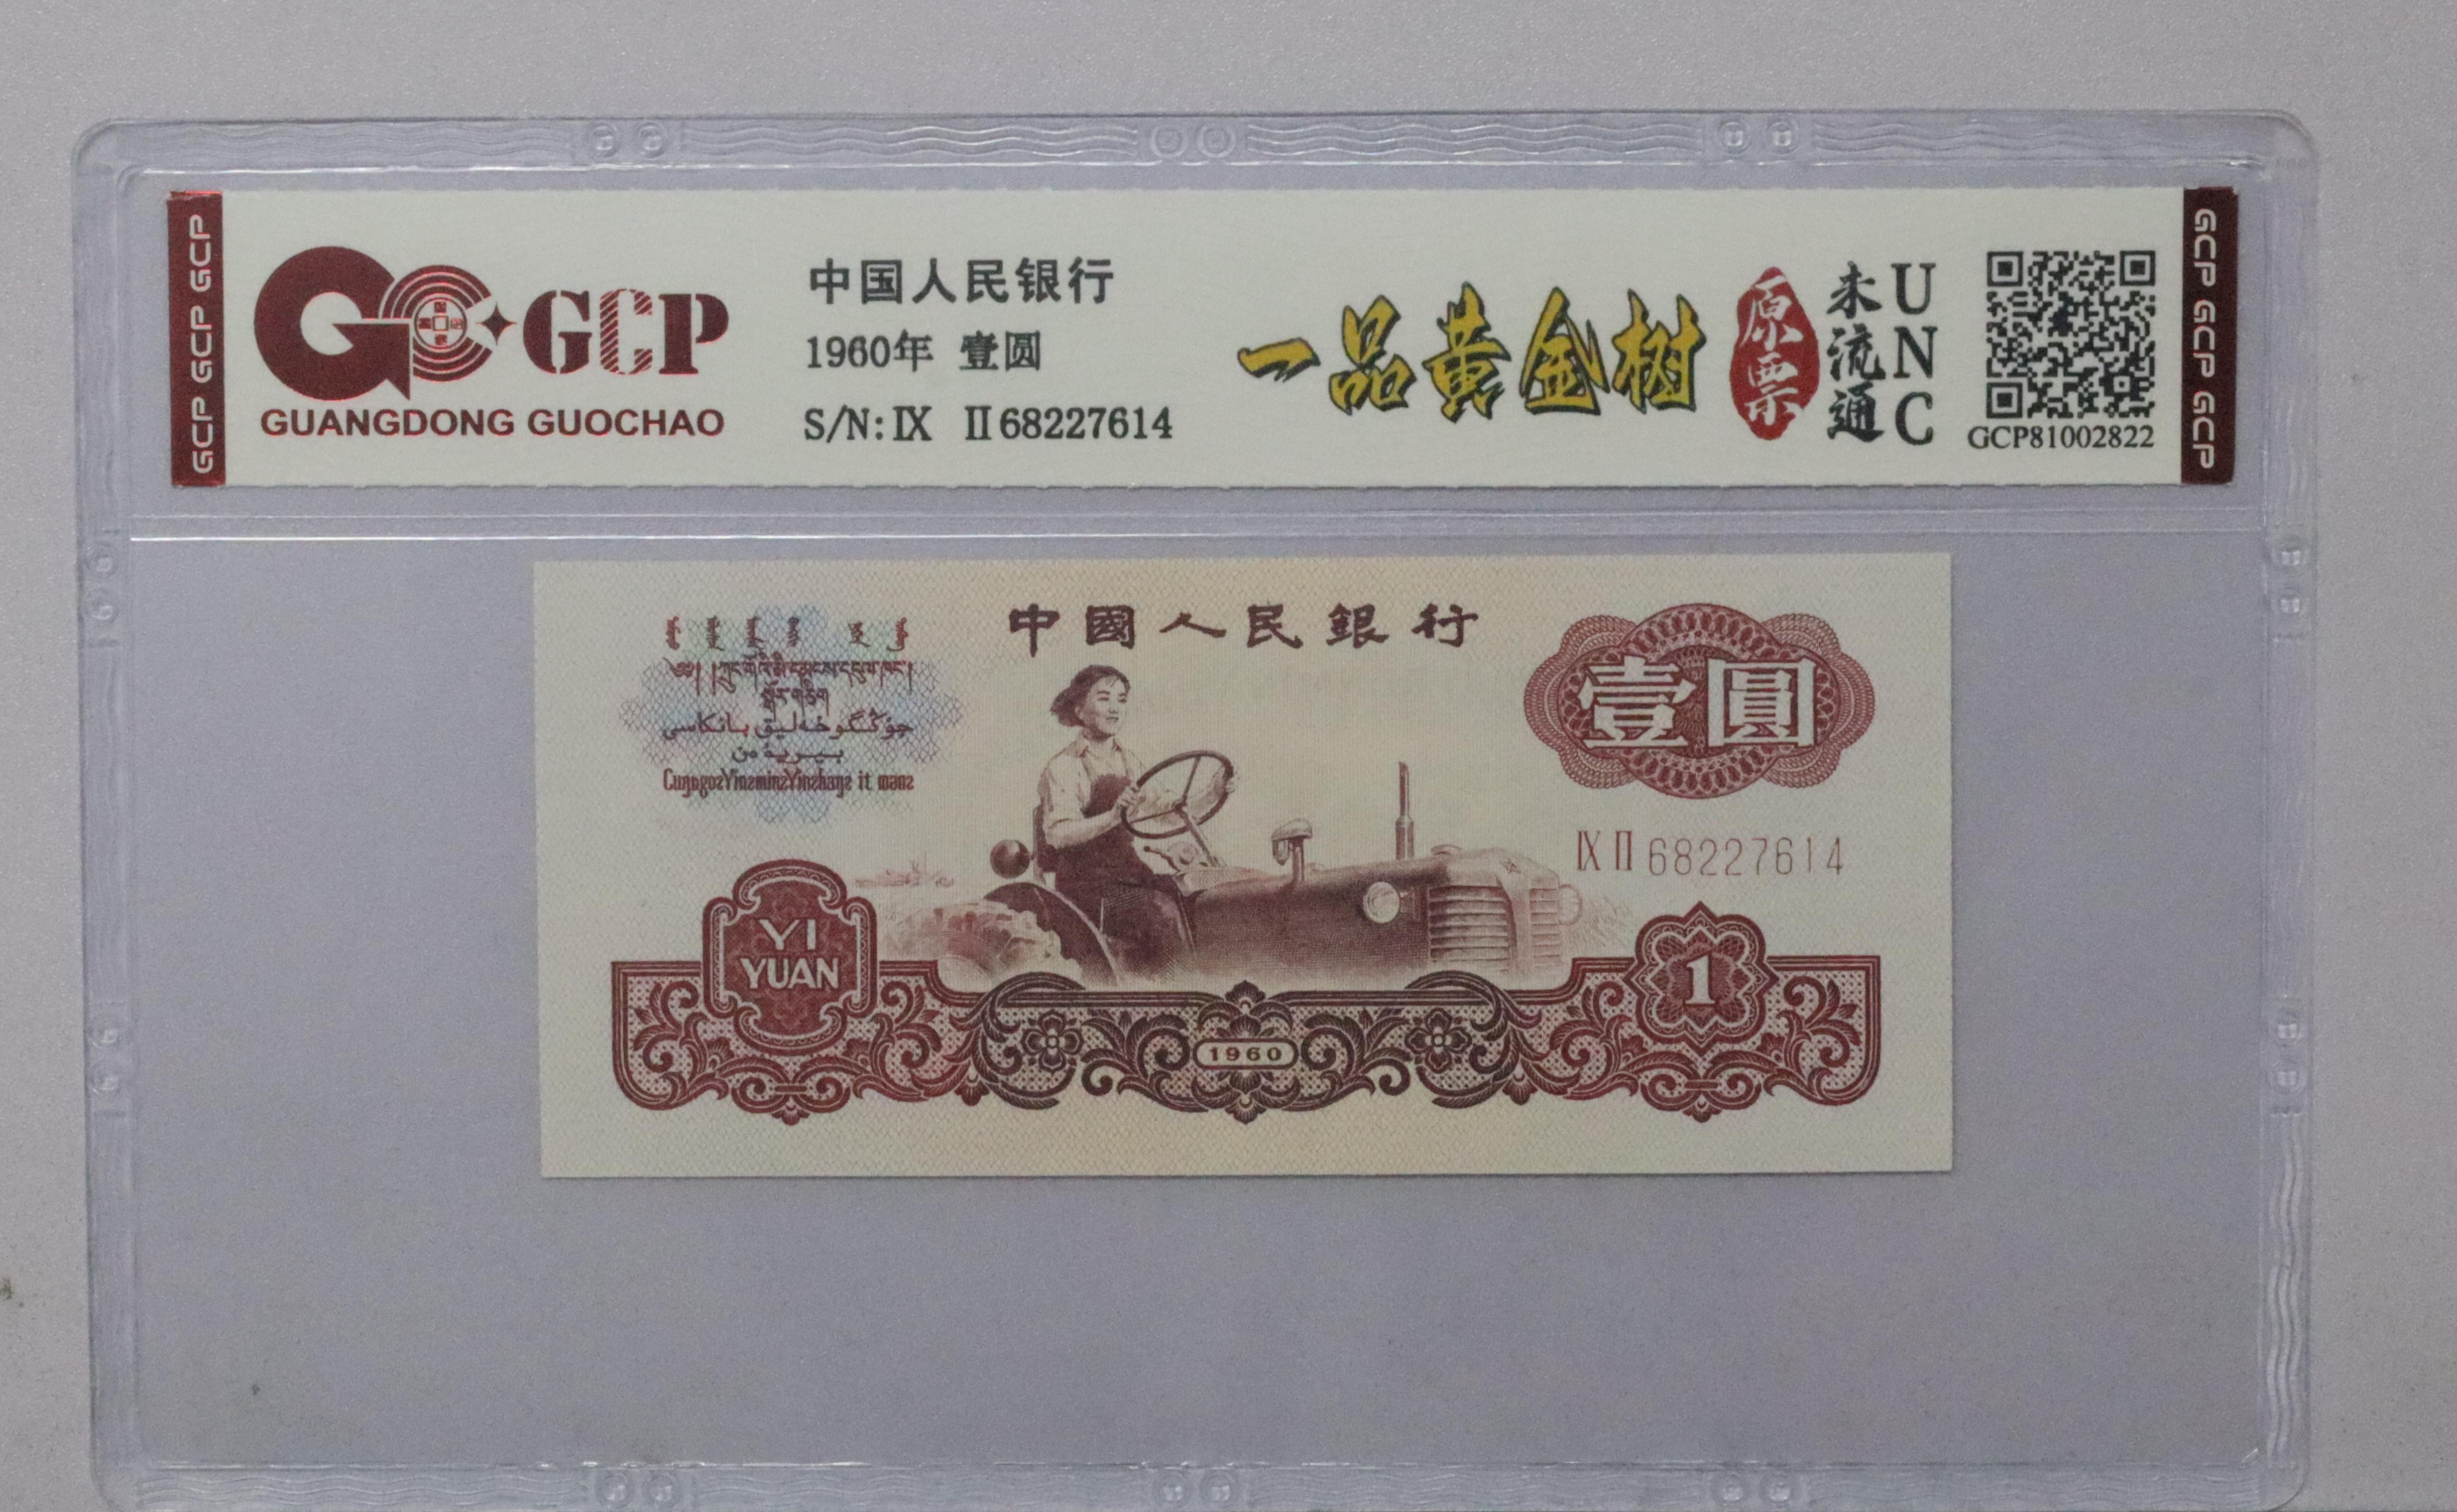 GCP GCP GCP
GCP
GUANGDONG GUOCHAO
中国人民银行
1960年 壹圆
S/N: IX II 68227614
一品黄金树
原票
未流通
UNC
GCP81002822
GCP GCP GCP
中國人民銀行
壹圓
IX II 68227614
YI
YUAN
1960
1